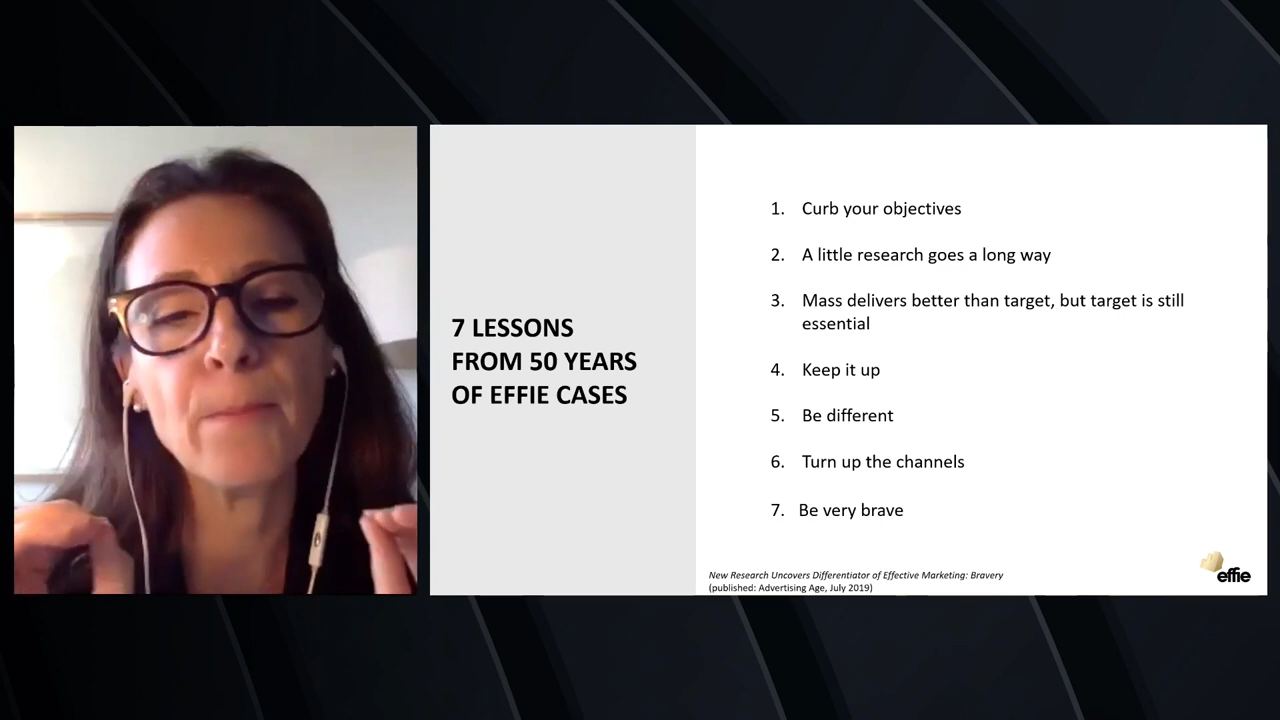 7 LESSONS
FROM 50 YEARS
OF EFFIE CASES
1. Curb your objectives
2. A little research goes a long way
3. Mass delivers better than target, but target is still
essential
4. Keep it up
5. Be different
6. Turn up the channels
7. Be very brave
New Research Uncovers Differentiator of Effective Marketing: Bravery
(published: Advertising Age, July 2019)
effie